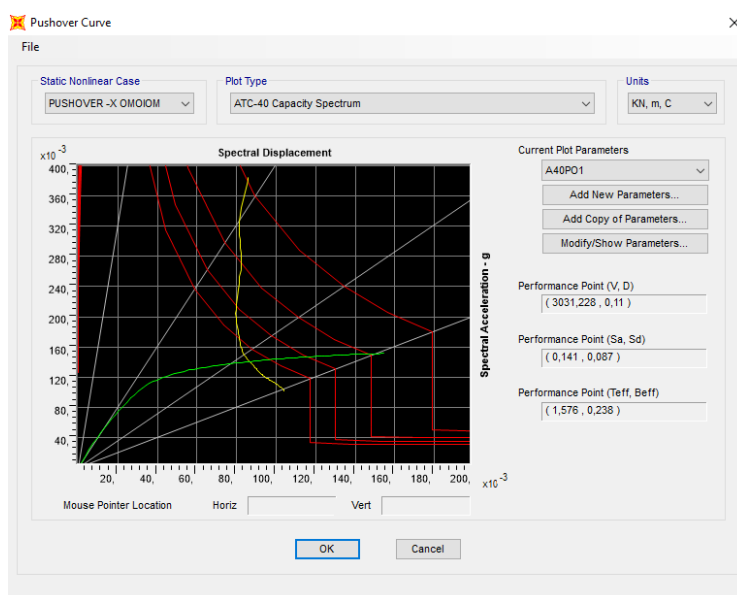 Pushover Curve
File
Static Nonlinear Case
PUSHOVER -X OMOIOM
Plot Type
ATC-40 Capacity Spectrum
Units
KN, m, C
x10 -3
Spectral Displacement
400,
360,
320,
280,
240,
200,
160,
120,
80,
40,
20, 40, 60, 80, 100, 120, 140, 160, 180, 200, x10 -3
Spectral Acceleration - g
Mouse Pointer Location Horiz Vert
Current Plot Parameters
A40PO1
Add New Parameters...
Add Copy of Parameters...
Modify/Show Parameters...
Performance Point (V, D)
( 3031,228 , 0,11 )
Performance Point (Sa, Sd)
( 0,141 , 0,087 )
Performance Point (Teff, Beff)
( 1,576 , 0,238 )
OK
Cancel